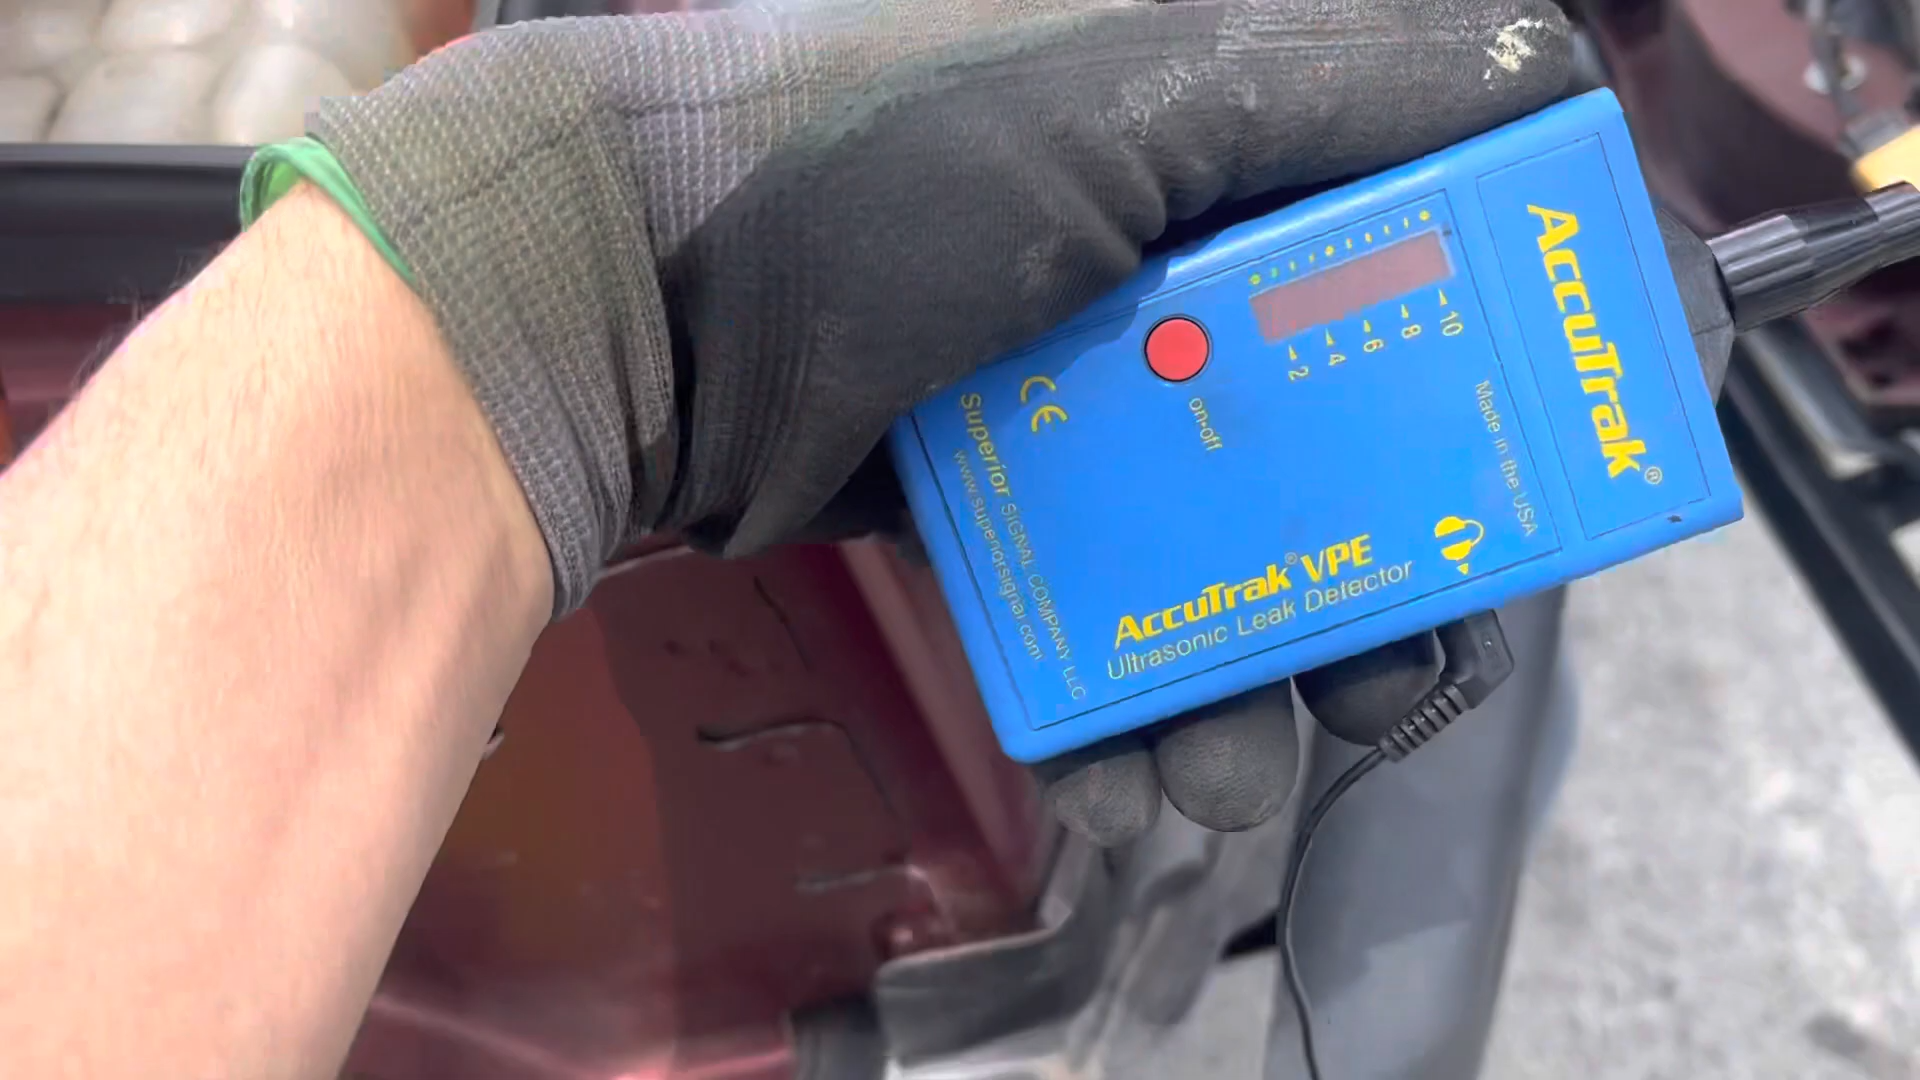 AccuTrak®
2 4 6 8 10
on•off
Made in the USA
CE
AccuTrak® VPE
Ultrasonic Leak Detector
Superior SIGNAL COMPANY LLC
www.superiorsignal.com